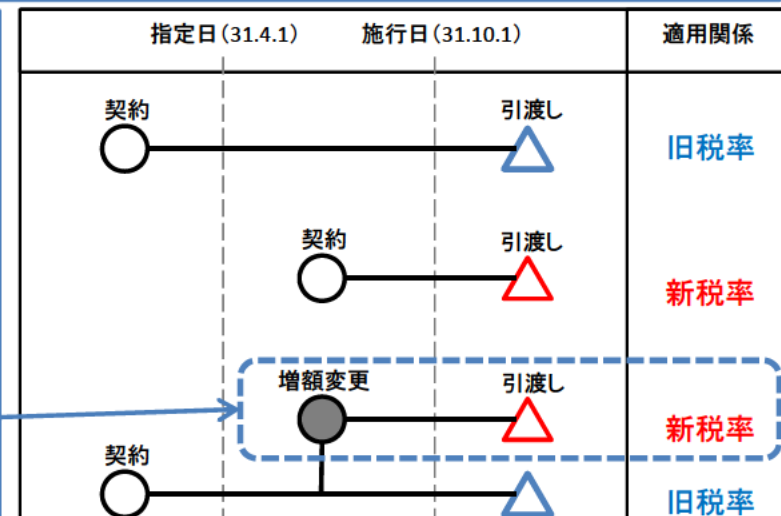 指定日(31.4.1) 施行日(31.10.1) 適用関係
契約 引渡し
旧税率
契約 引渡し
新税率
増額変更 引渡し
新税率
契約
旧税率